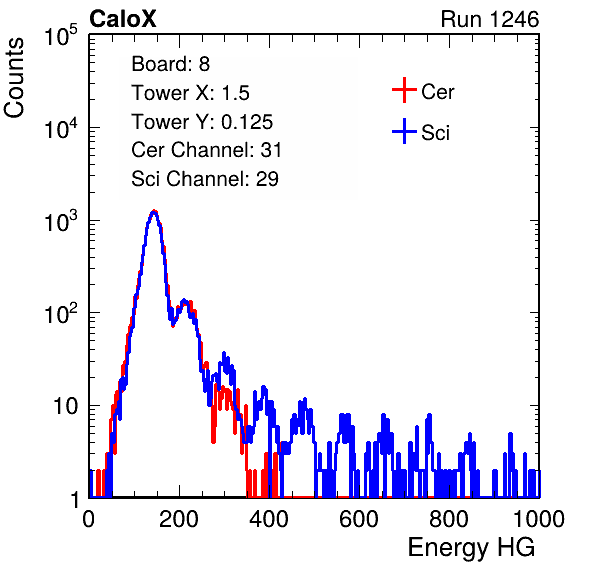 CaloX Run 1246
Counts
10^5
10^4
10^3
10^2
10
1
Board: 8
Tower X: 1.5
Tower Y: 0.125
Cer Channel: 31
Sci Channel: 29
Cer
Sci
0 200 400 600 800 1000
Energy HG